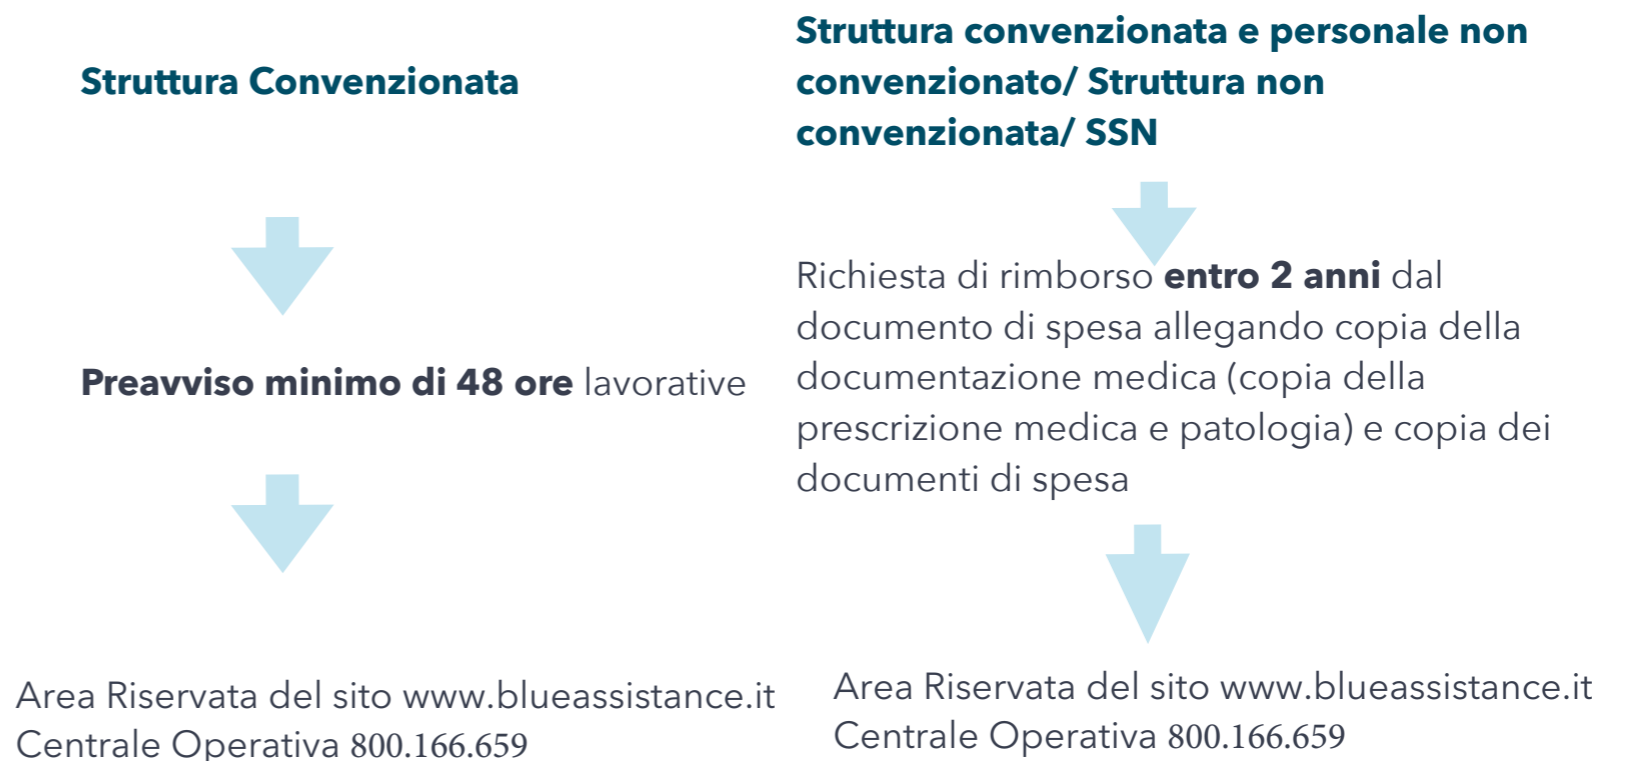 Struttura Convenzionata
Preavviso minimo di 48 ore lavorative
Area Riservata del sito www.blueassistance.it
Centrale Operativa 800.166.659
Struttura convenzionata e personale non
convenzionato/ Struttura non
convenzionata/ SSN
Richiesta di rimborso entro 2 anni dal
documento di spesa allegando copia della
documentazione medica (copia della
prescrizione medica e patologia) e copia dei
documenti di spesa
Area Riservata del sito www.blueassistance.it
Centrale Operativa 800.166.659